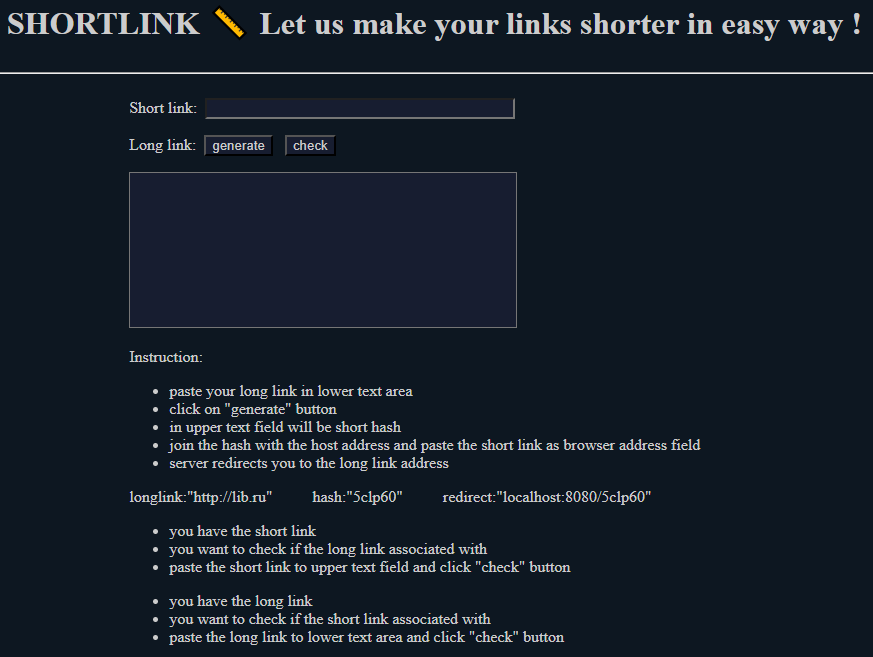 SHORTLINK 📏 Let us make your links shorter in easy way !
Short link:
Long link: generate check
Instruction:
• paste your long link in lower text area
• click on "generate" button
• in upper text field will be short hash
• join the hash with the host address and paste the short link as browser address field
• server redirects you to the long link address
longlink:"http://lib.ru" hash:"5clp60" redirect:"localhost:8080/5clp60"
• you have the short link
• you want to check if the long link associated with
• paste the short link to upper text field and click "check" button
• you have the long link
• you want to check if the short link associated with
• paste the long link to lower text area and click "check" button